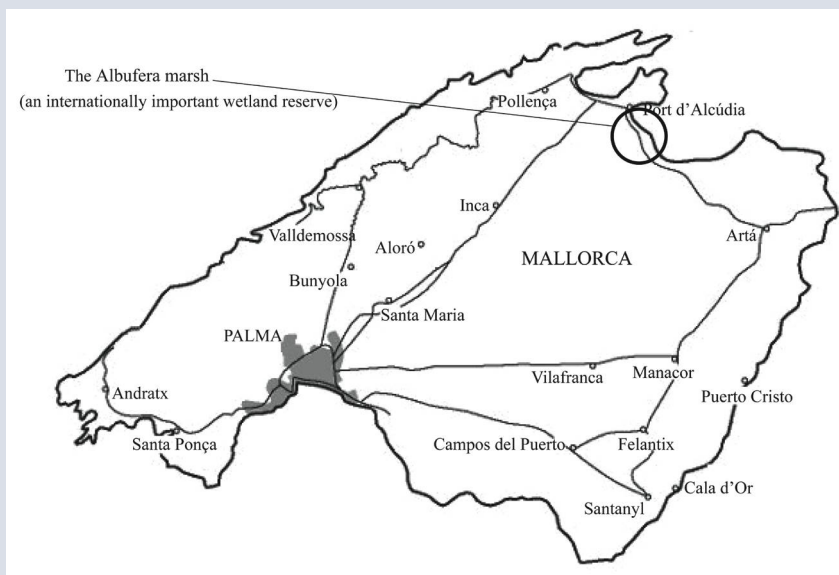 The Albufera marsh
(an internationally important wetland reserve)
Pollença
Port d'Alcúdia
Inca
Valldemossa
Aloró
Artá
MALLORCA
Bunyola
Santa Maria
PALMA
Vilafranca
Manacor
Andratx
Puerto Cristo
Santa Ponça
Campos del Puerto
Felantix
Cala d'Or
Santanyl